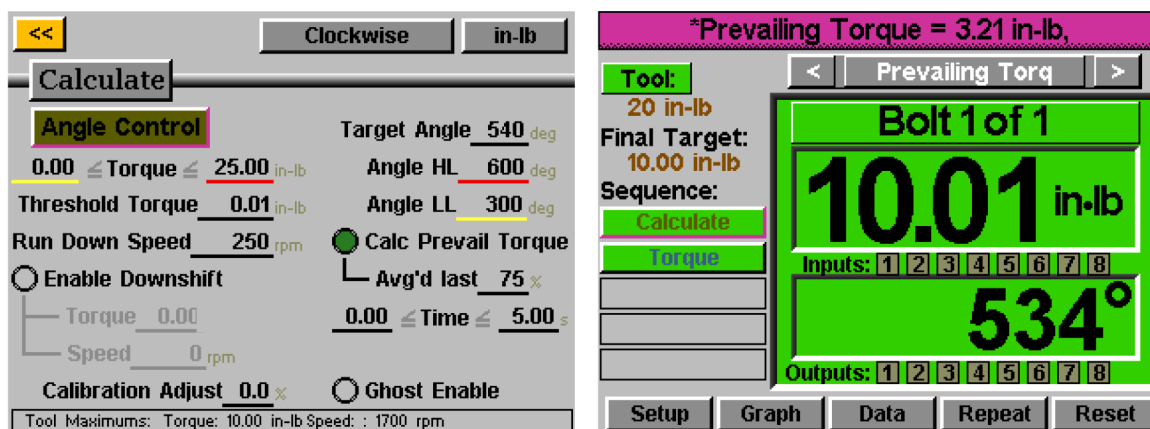 << Clockwise in-lb
Calculate
Angle Control Target Angle 540 deg
0.00 ≤ Torque ≤ 25.00 in-lb Angle HL 600 deg
Threshold Torque 0.01 in-lb Angle LL 300 deg
Run Down Speed 250 rpm Calc Prevail Torque
Enable Downshift Avg'd last 75 %
Torque 0.00 0.00 ≤ Time ≤ 5.00 s
Speed 0 rpm
Calibration Adjust 0.0 % Ghost Enable
Tool Maximums: Torque: 10.00 in-lb Speed: : 1700 rpm
*Prevailing Torque = 3.21 in-lb,
Tool:
20 in-lb
Final Target:
10.00 in-lb
Sequence:
Calculate
Torque
< Prevailing Torq >
Bolt 1 of 1
10.01 in•lb
Inputs: 1 2 3 4 5 6 7 8
534°
Outputs: 1 2 3 4 5 6 7 8
Setup Graph Data Repeat Reset